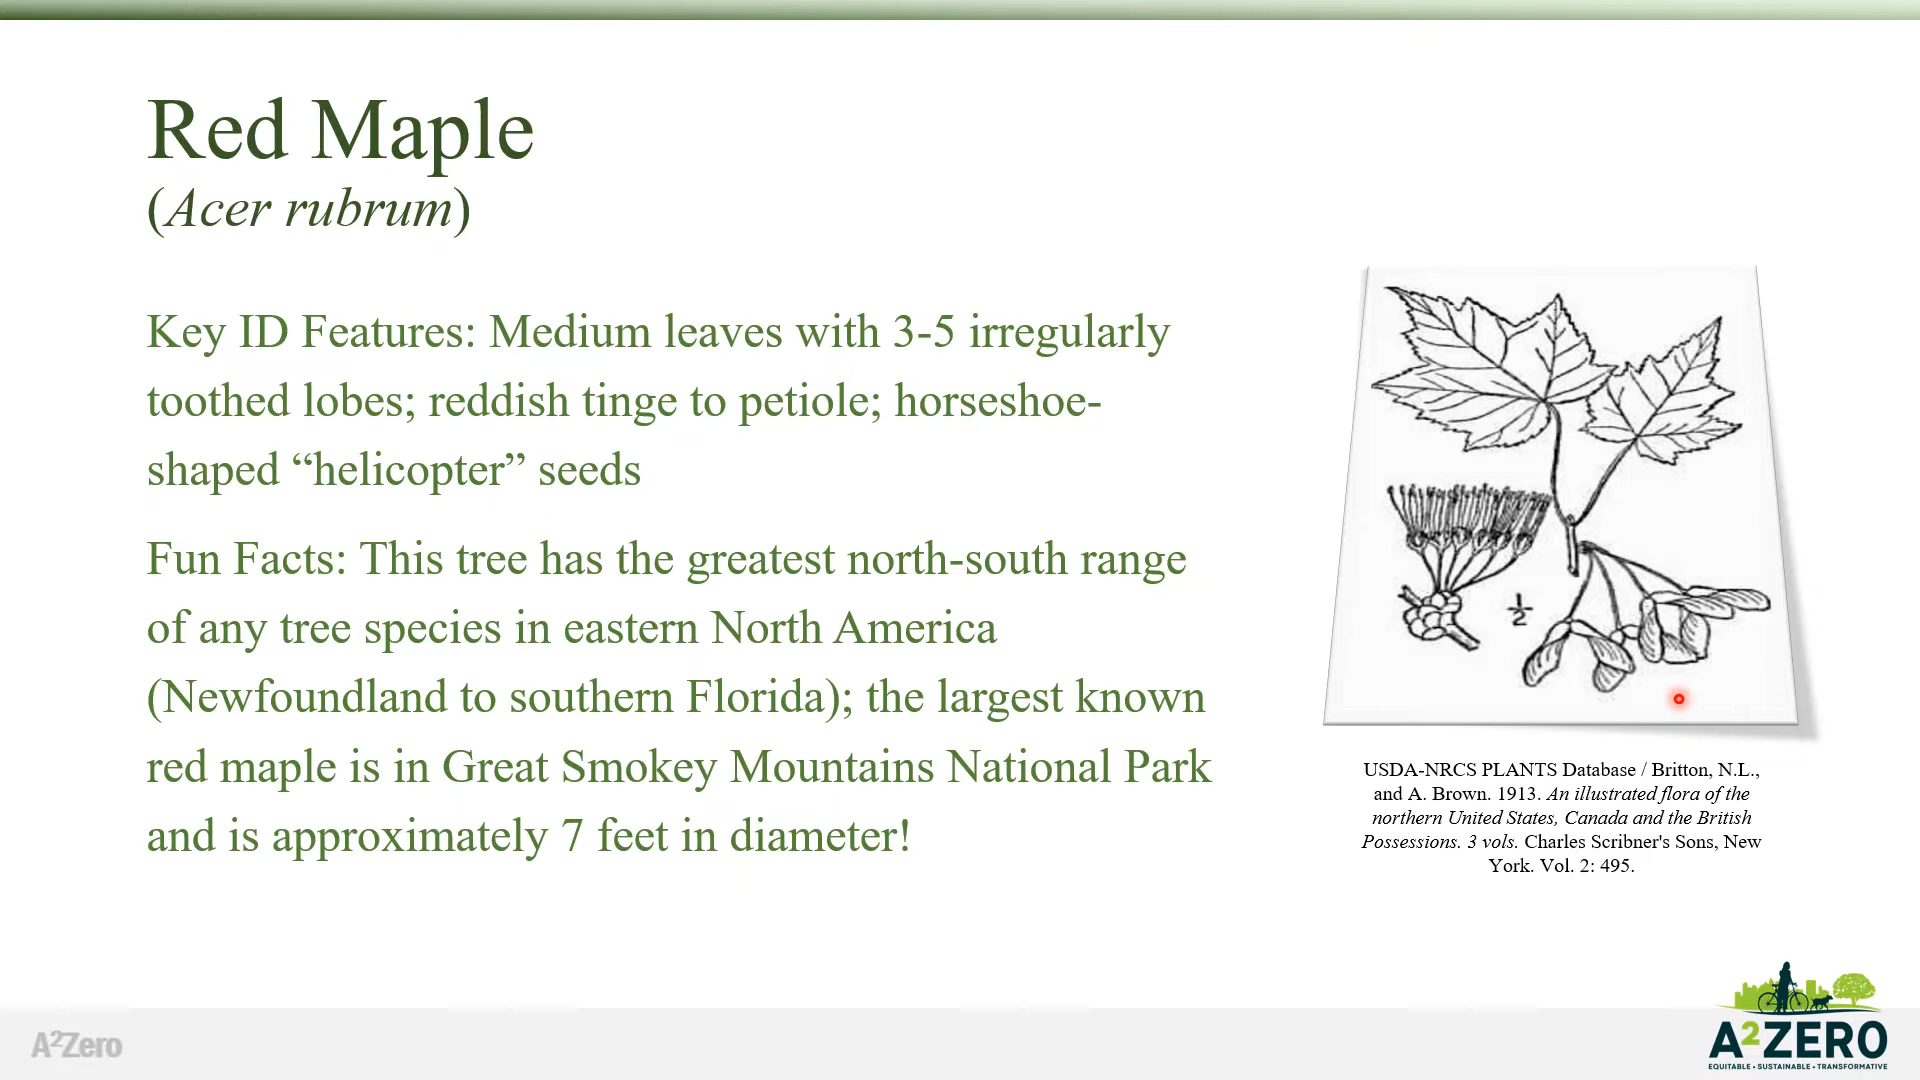 Red Maple
(Acer rubrum)
Key ID Features: Medium leaves with 3-5 irregularly
toothed lobes; reddish tinge to petiole; horseshoe-
shaped “helicopter” seeds
Fun Facts: This tree has the greatest north-south range
of any tree species in eastern North America
(Newfoundland to southern Florida); the largest known
red maple is in Great Smokey Mountains National Park
and is approximately 7 feet in diameter!
½
USDA-NRCS PLANTS Database / Britton, N.L.,
and A. Brown. 1913. An illustrated flora of the
northern United States, Canada and the British
Possessions. 3 vols. Charles Scribner's Sons, New
York. Vol. 2: 495.
A²Zero
A²ZERO
EQUITABLE • SUSTAINABLE • TRANSFORMATIVE